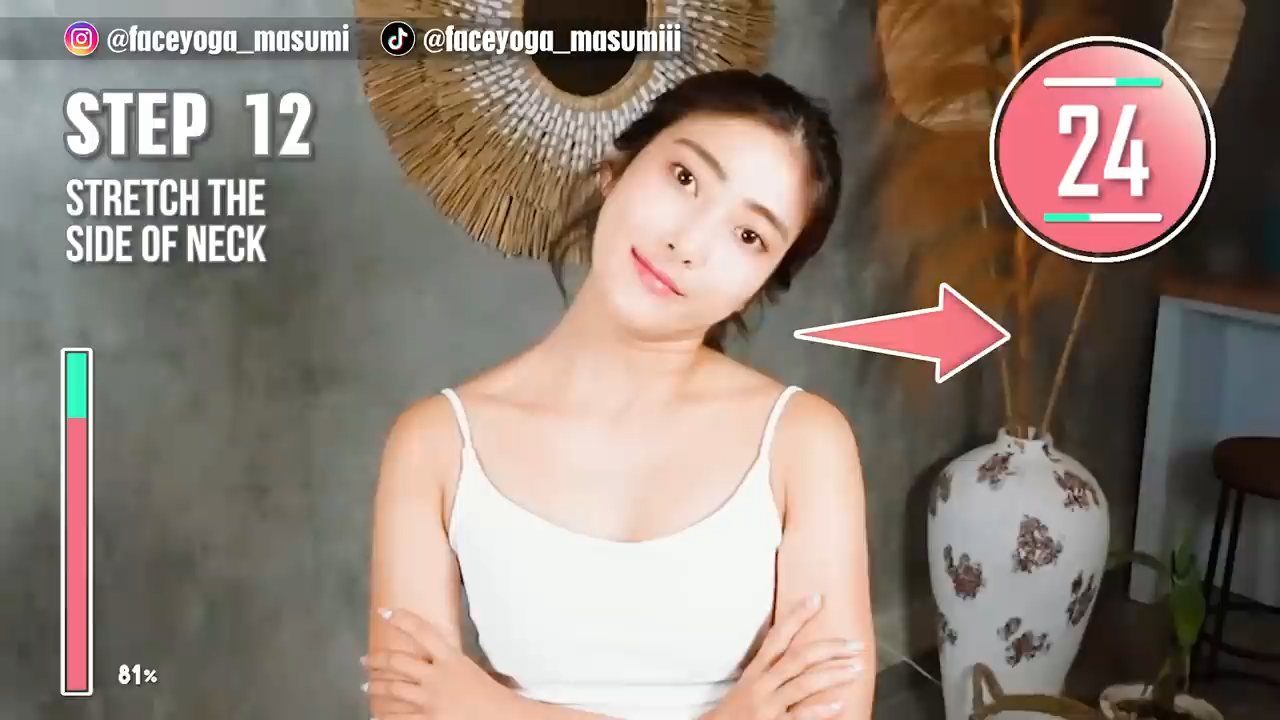 @faceyoga_masumi @faceyoga_masumiii
STEP 12
24
STRETCH THE
SIDE OF NECK
81%